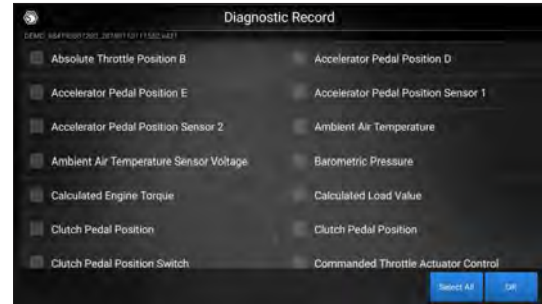 Diagnostic Record
Absolute Throttle Position B
Accelerator Pedal Position D
Accelerator Pedal Position E
Accelerator Pedal Position Sensor 1
Accelerator Pedal Position Sensor 2
Ambient Air Temperature
Ambient Air Temperature Sensor Voltage
Barometric Pressure
Calculated Engine Torque
Calculated Load Value
Clutch Pedal Position
Clutch Pedal Position
Clutch Pedal Position Switch
Commanded Throttle Actuator Control
Select All
OK